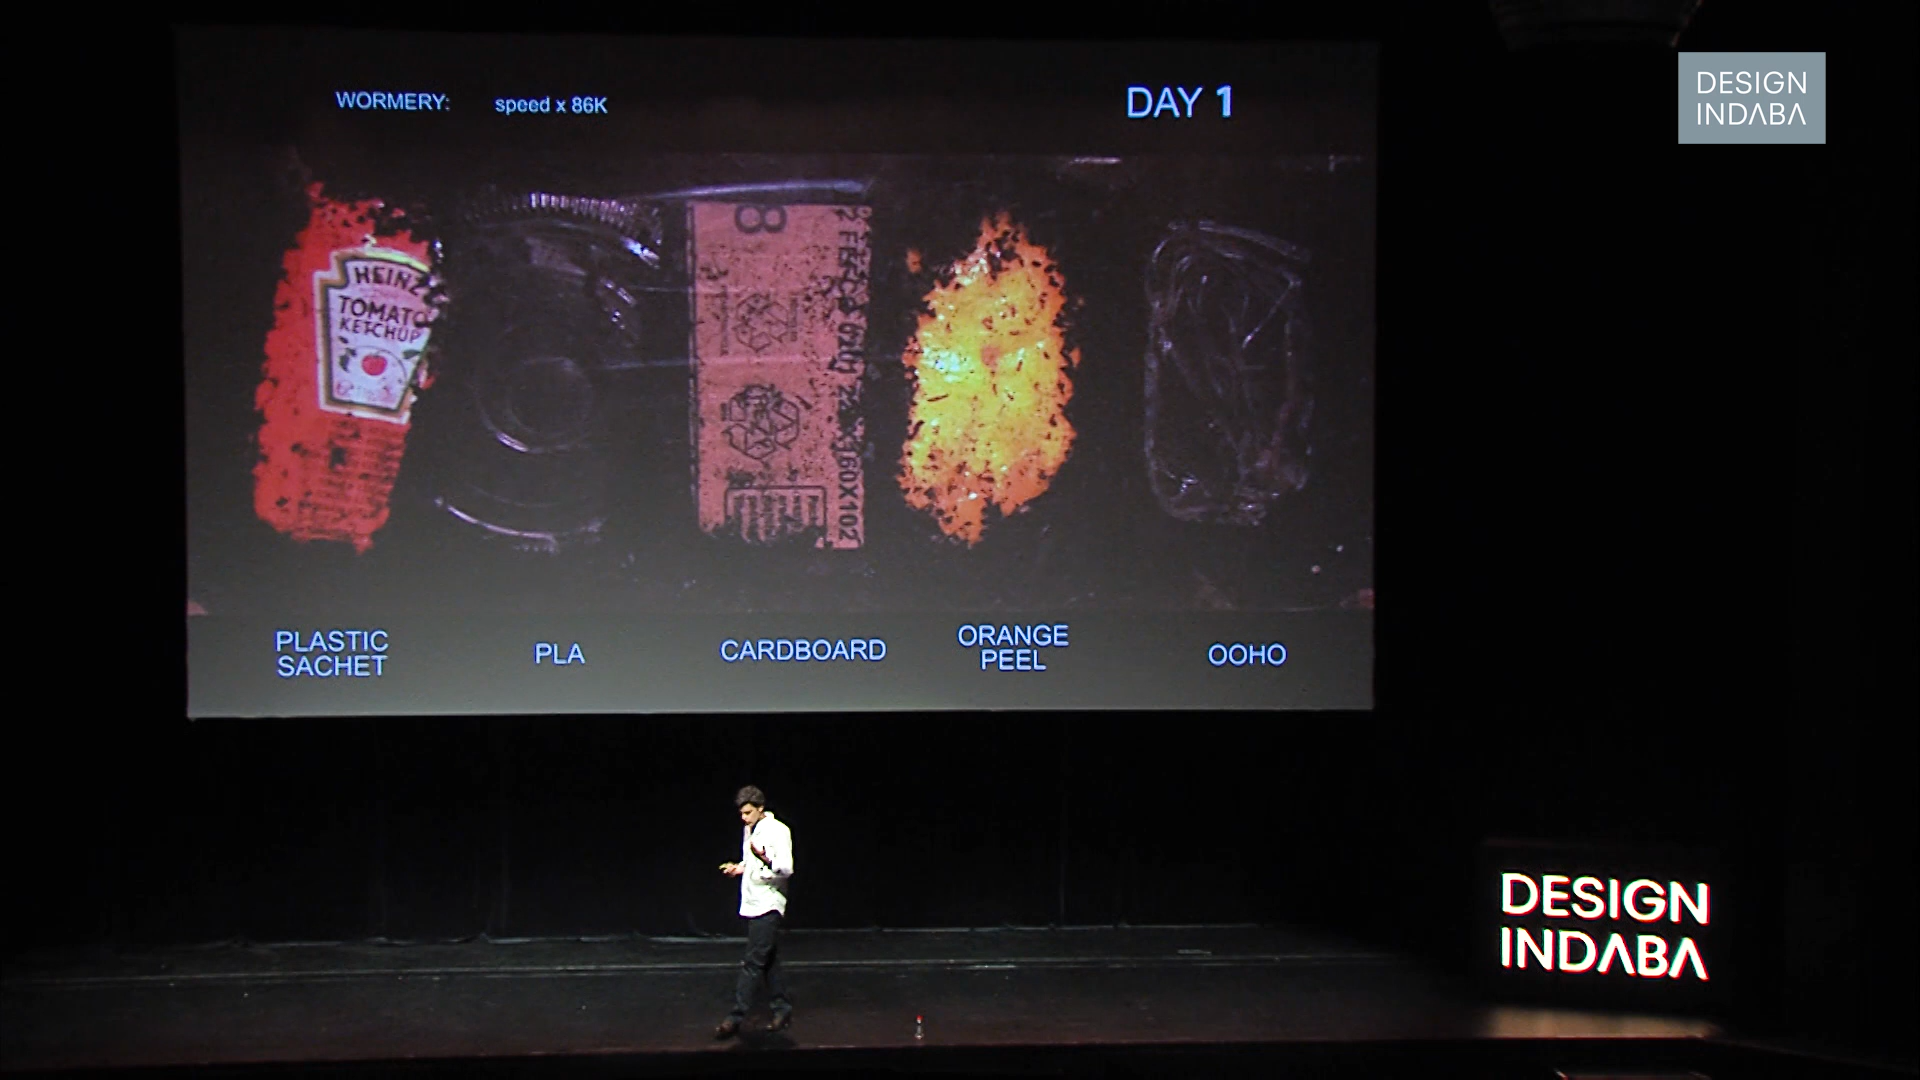 WORMERY: speed x 86K
DAY 1
DESIGN
INDABA
HEINZ
TOMATO
KETCHUP
8
PLASTIC
SACHET
PLA
CARDBOARD
ORANGE
PEEL
OOHO
DESIGN
INDABA